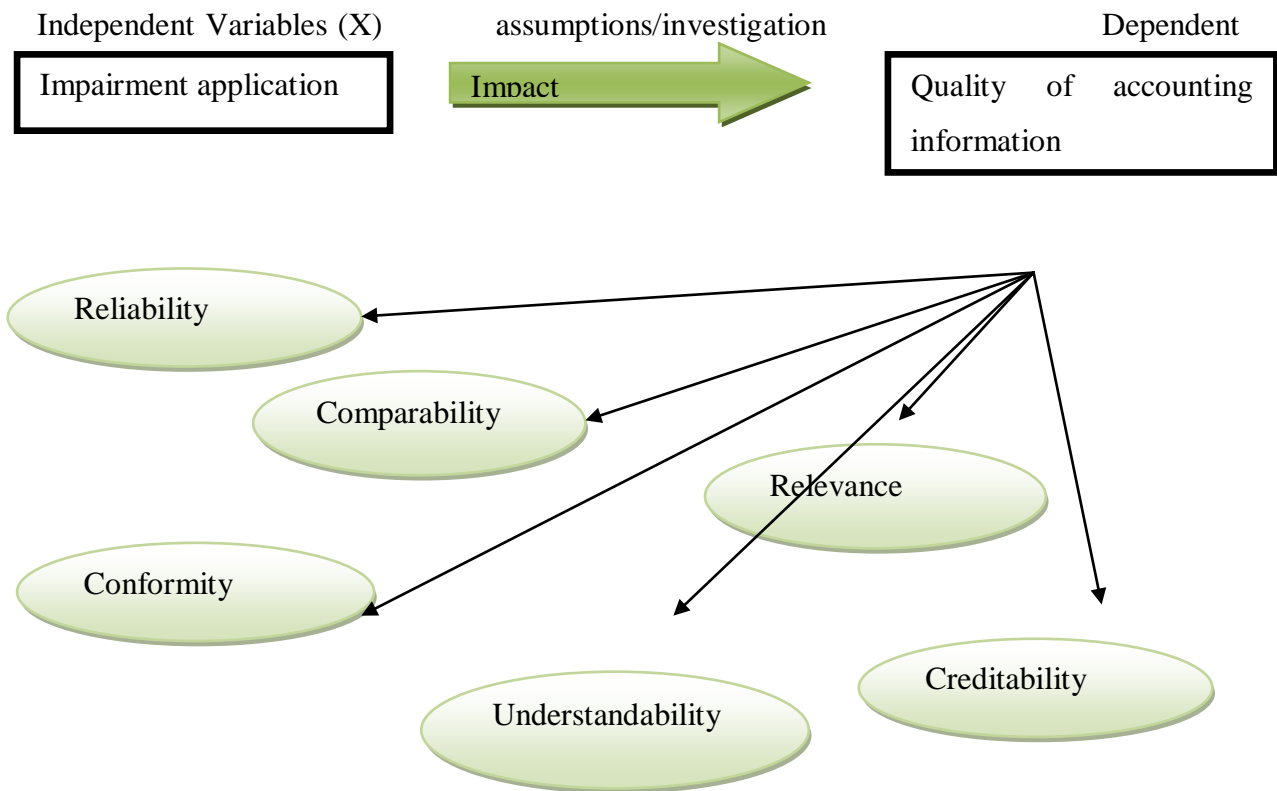 Independent Variables (X) assumptions/investigation Dependent
Impairment application
Impact
Quality of accounting
information
Reliability
Comparability
Relevance
Conformity
Creditability
Understandability